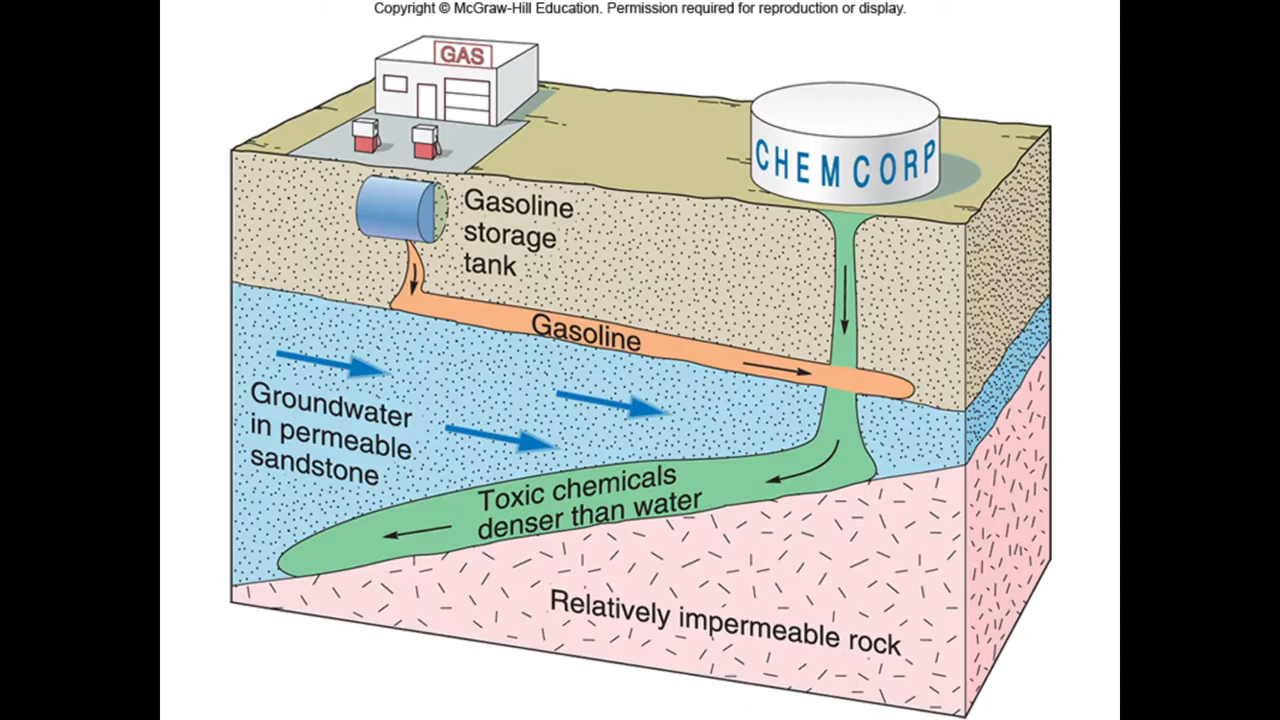 Copyright © McGraw-Hill Education. Permission required for reproduction or display.
GAS
CHEMCORP
Gasoline
storage
tank
Gasoline
Groundwater
in permeable
sandstone
Toxic chemicals
denser than water
Relatively impermeable rock